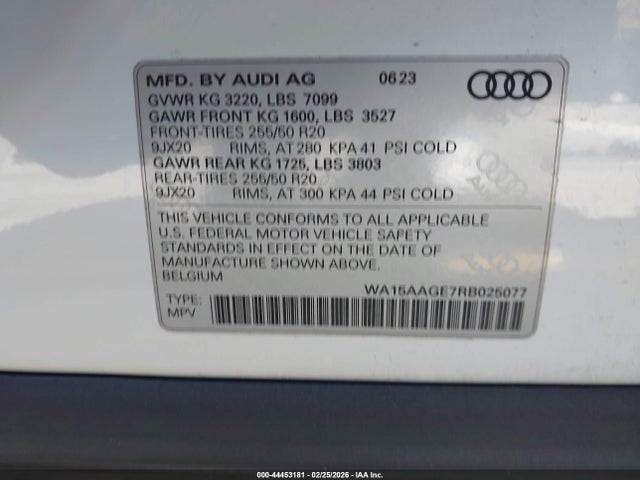 MFD. BY AUDI AG 0623
GVWR KG 3220, LBS 7099
GAWR FRONT KG 1600, LBS 3527
FRONT-TIRES 255/50 R20
9JX20 RIMS, AT 280 KPA 41 PSI COLD
GAWR REAR KG 1725, LBS 3803
REAR-TIRES 255/50 R20
9JX20 RIMS, AT 300 KPA 44 PSI COLD
THIS VEHICLE CONFORMS TO ALL APPLICABLE
U.S. FEDERAL MOTOR VEHICLE SAFETY
STANDARDS IN EFFECT ON THE DATE OF
MANUFACTURE SHOWN ABOVE.
BELGIUM
WA15AAGE7RB025077
TYPE:
MPV
000-44453181 - 02/25/2026 - IAA Inc.